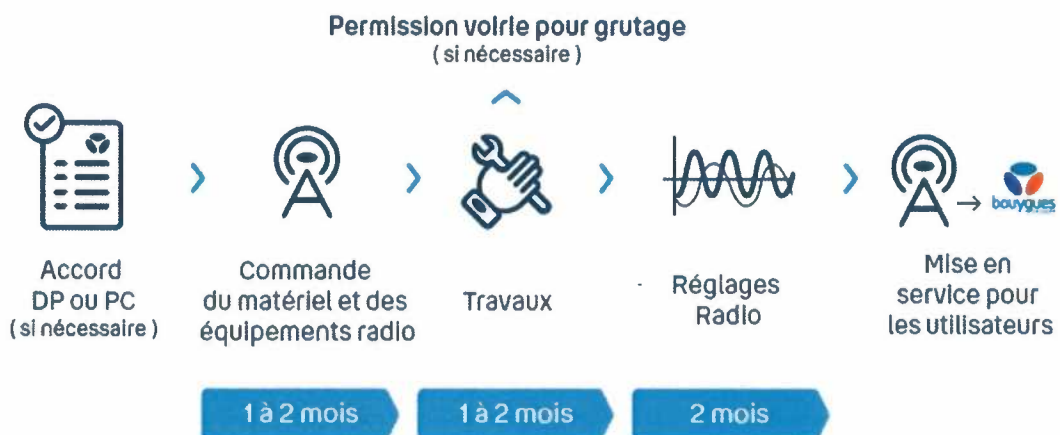 Permission voirie pour grutage
( si nécessaire )
Accord
DP ou PC
( si nécessaire )
Commande
du matériel et des
équipements radio
Travaux
Réglages
Radio
bouygues
Mise en
service pour
les utilisateurs
1 à 2 mois
1 à 2 mois
2 mois